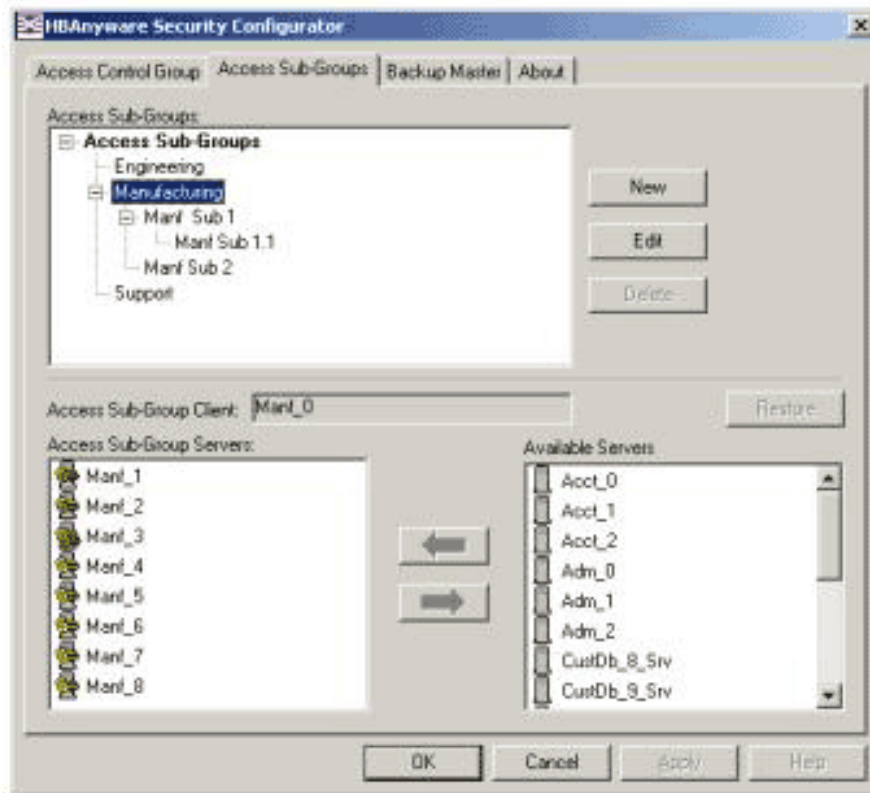 HBAnyware Security Configurator
Access Control Group Access Sub-Groups Backup Master About
Access Sub-Groups:
Access Sub-Groups
Engineering
Manufacturing
Manf Sub 1
Manf Sub 1.1
Manf Sub 2
Support
New
Edit
Delete
Access Sub-Group Client: Manf_0
Restore
Access Sub-Group Servers:
Manf_1
Manf_2
Manf_3
Manf_4
Manf_5
Manf_6
Manf_7
Manf_8
Available Servers
Acct_0
Acct_1
Acct_2
Adm_0
Adm_1
Adm_2
CustDb_8_Srv
CustDb_9_Srv
OK Cancel Apply Help